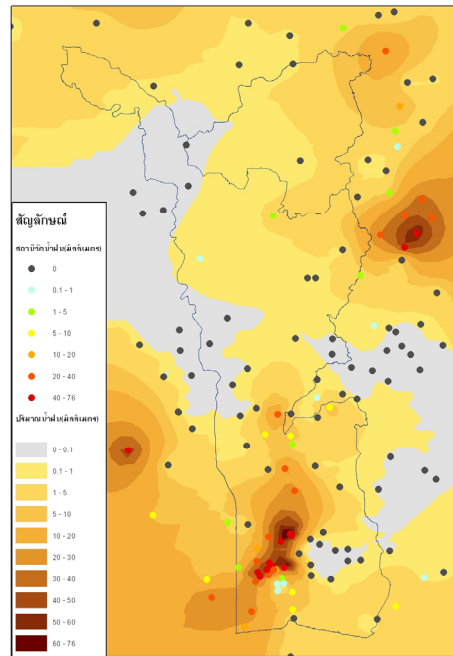 สัญลักษณ์
สถานีวัดน้ำฝน(มิลลิเมตร)
0
0.1 - 1
1 - 5
5 - 10
10 - 20
20 - 40
40 - 76
ปริมาณน้ำฝน(มิลลิเมตร)
0 - 0.1
0.1 - 1
1 - 5
5 - 10
10 - 20
20 - 30
30 - 40
40 - 50
50 - 60
60 - 76